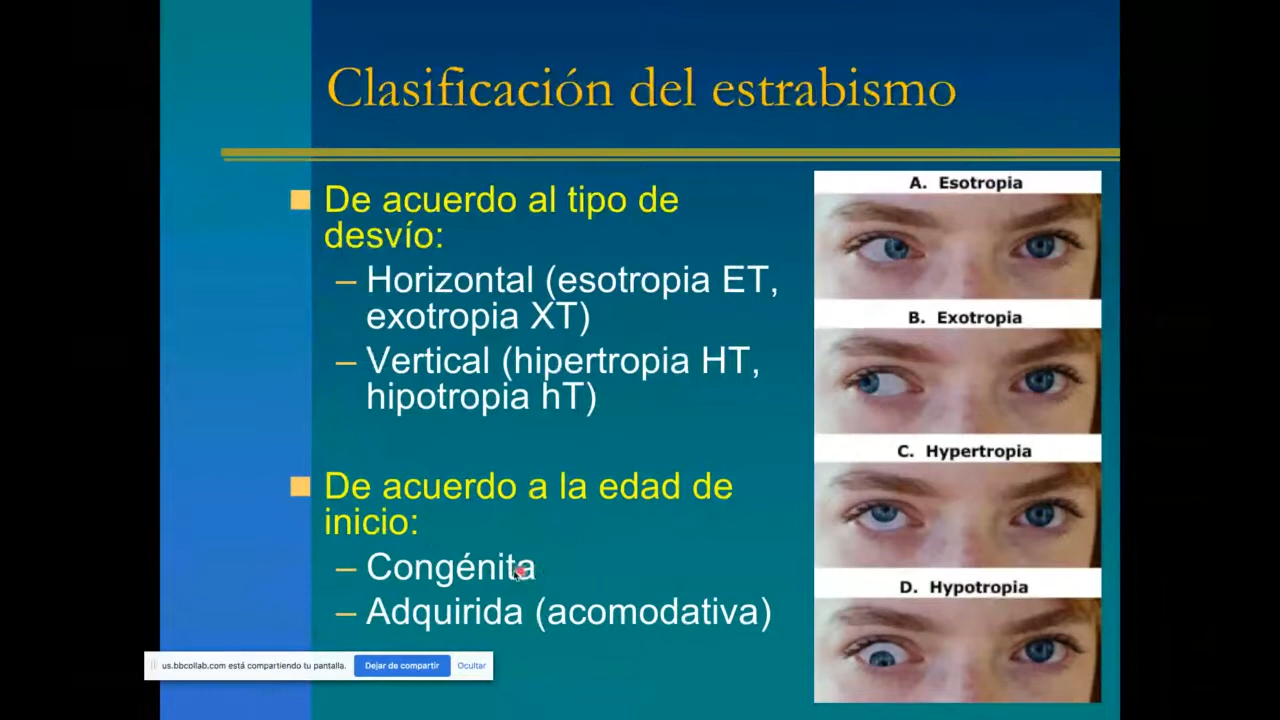 Clasificación del estrabismo
De acuerdo al tipo de
desvío:
– Horizontal (esotropia ET,
exotropia XT)
– Vertical (hipertropia HT,
hipotropia hT)
De acuerdo a la edad de
inicio:
– Congénita
– Adquirida (acomodativa)
A. Esotropia
B. Exotropia
C. Hypertropia
D. Hypotropia
us.bbcollab.com está compartiendo tu pantalla. Dejar de compartir Ocultar